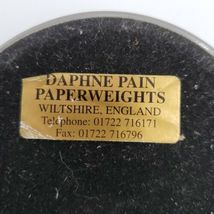 DAPHNE PAIN
PAPERWEIGHTS
WILTSHIRE, ENGLAND
Telephone: 01722 716171
Fax: 01722 716796